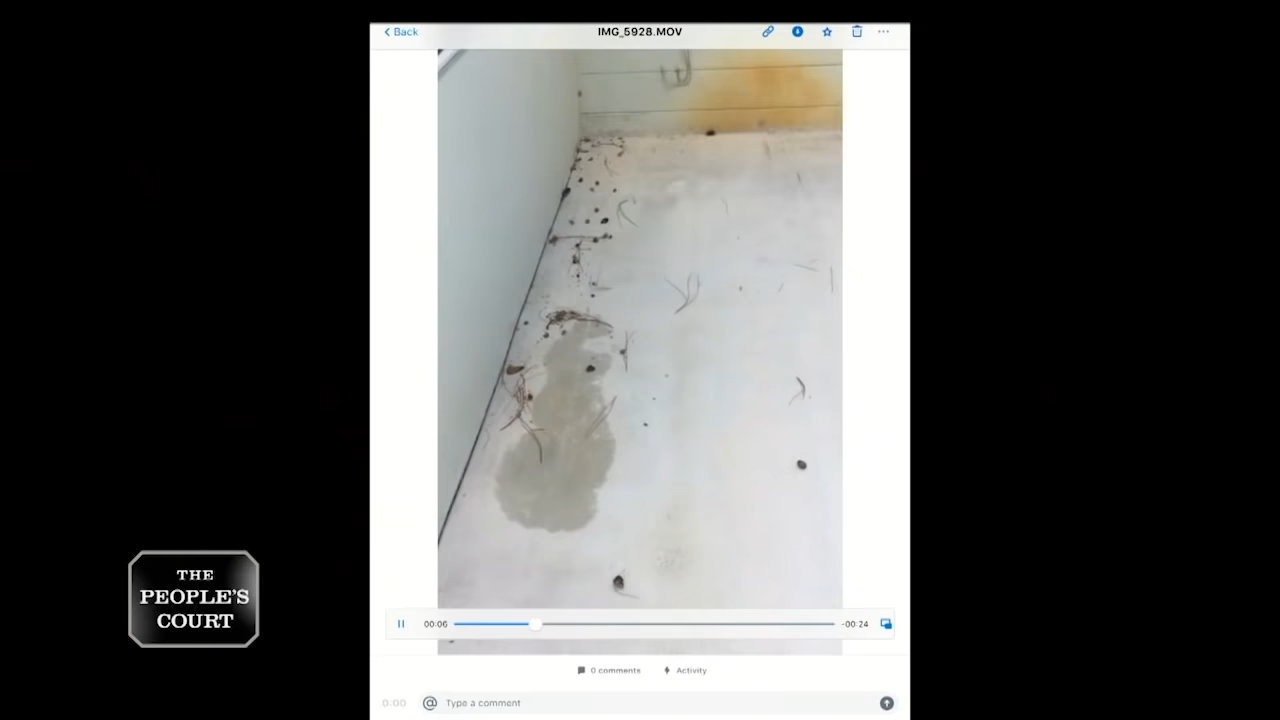 Back
IMG_5928.MOV
00:06
-00:24
0 comments
Activity
0:00
@ Type a comment
THE
PEOPLE'S
COURT